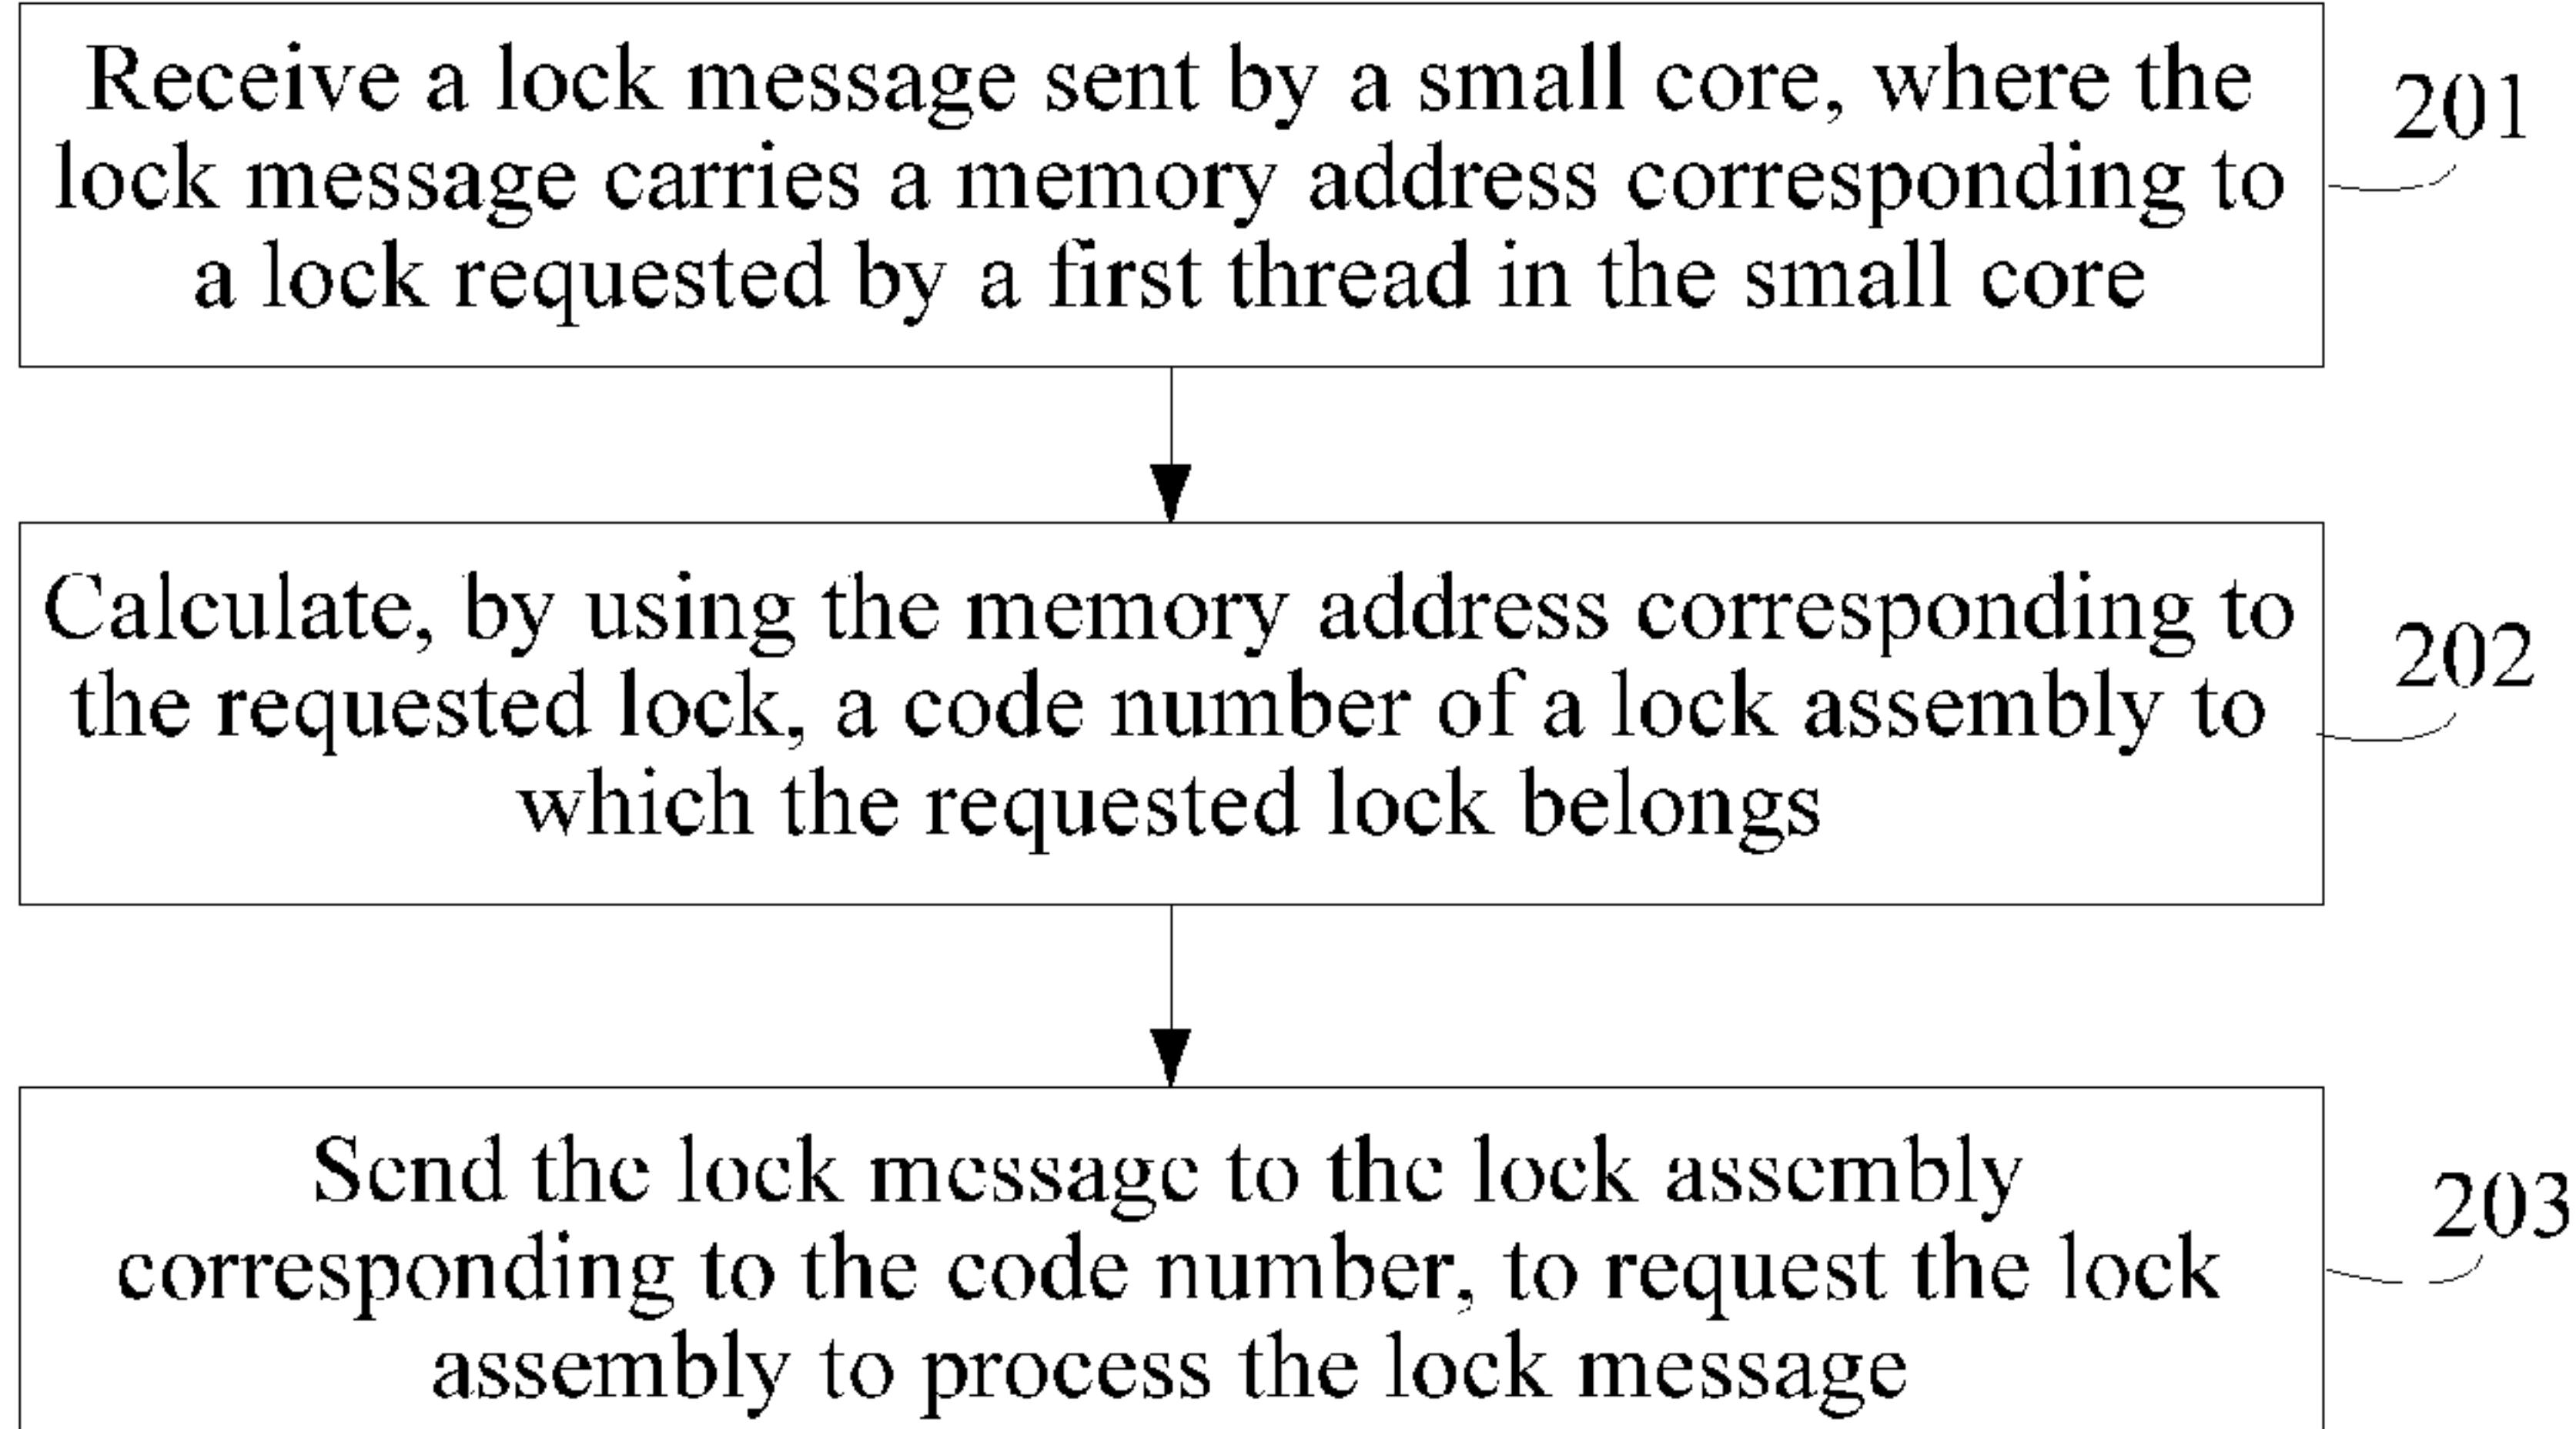 Receive a lock message sent by a small core, where the
lock message carries a memory address corresponding to
a lock requested by a first thread in the small core
201
Calculate, by using the memory address corresponding to
the requested lock, a code number of a lock assembly to
which the requested lock belongs
202
Send the lock message to the lock assembly
corresponding to the code number, to request the lock
assembly to process the lock message
203